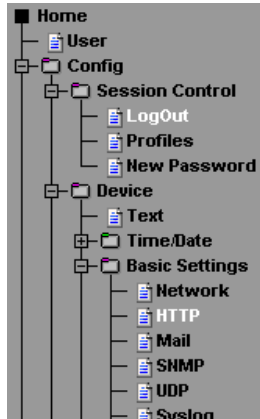 Home
User
Config
Session Control
LogOut
Profiles
New Password
Device
Text
Time/Date
Basic Settings
Network
HTTP
Mail
SNMP
UDP
Syslog